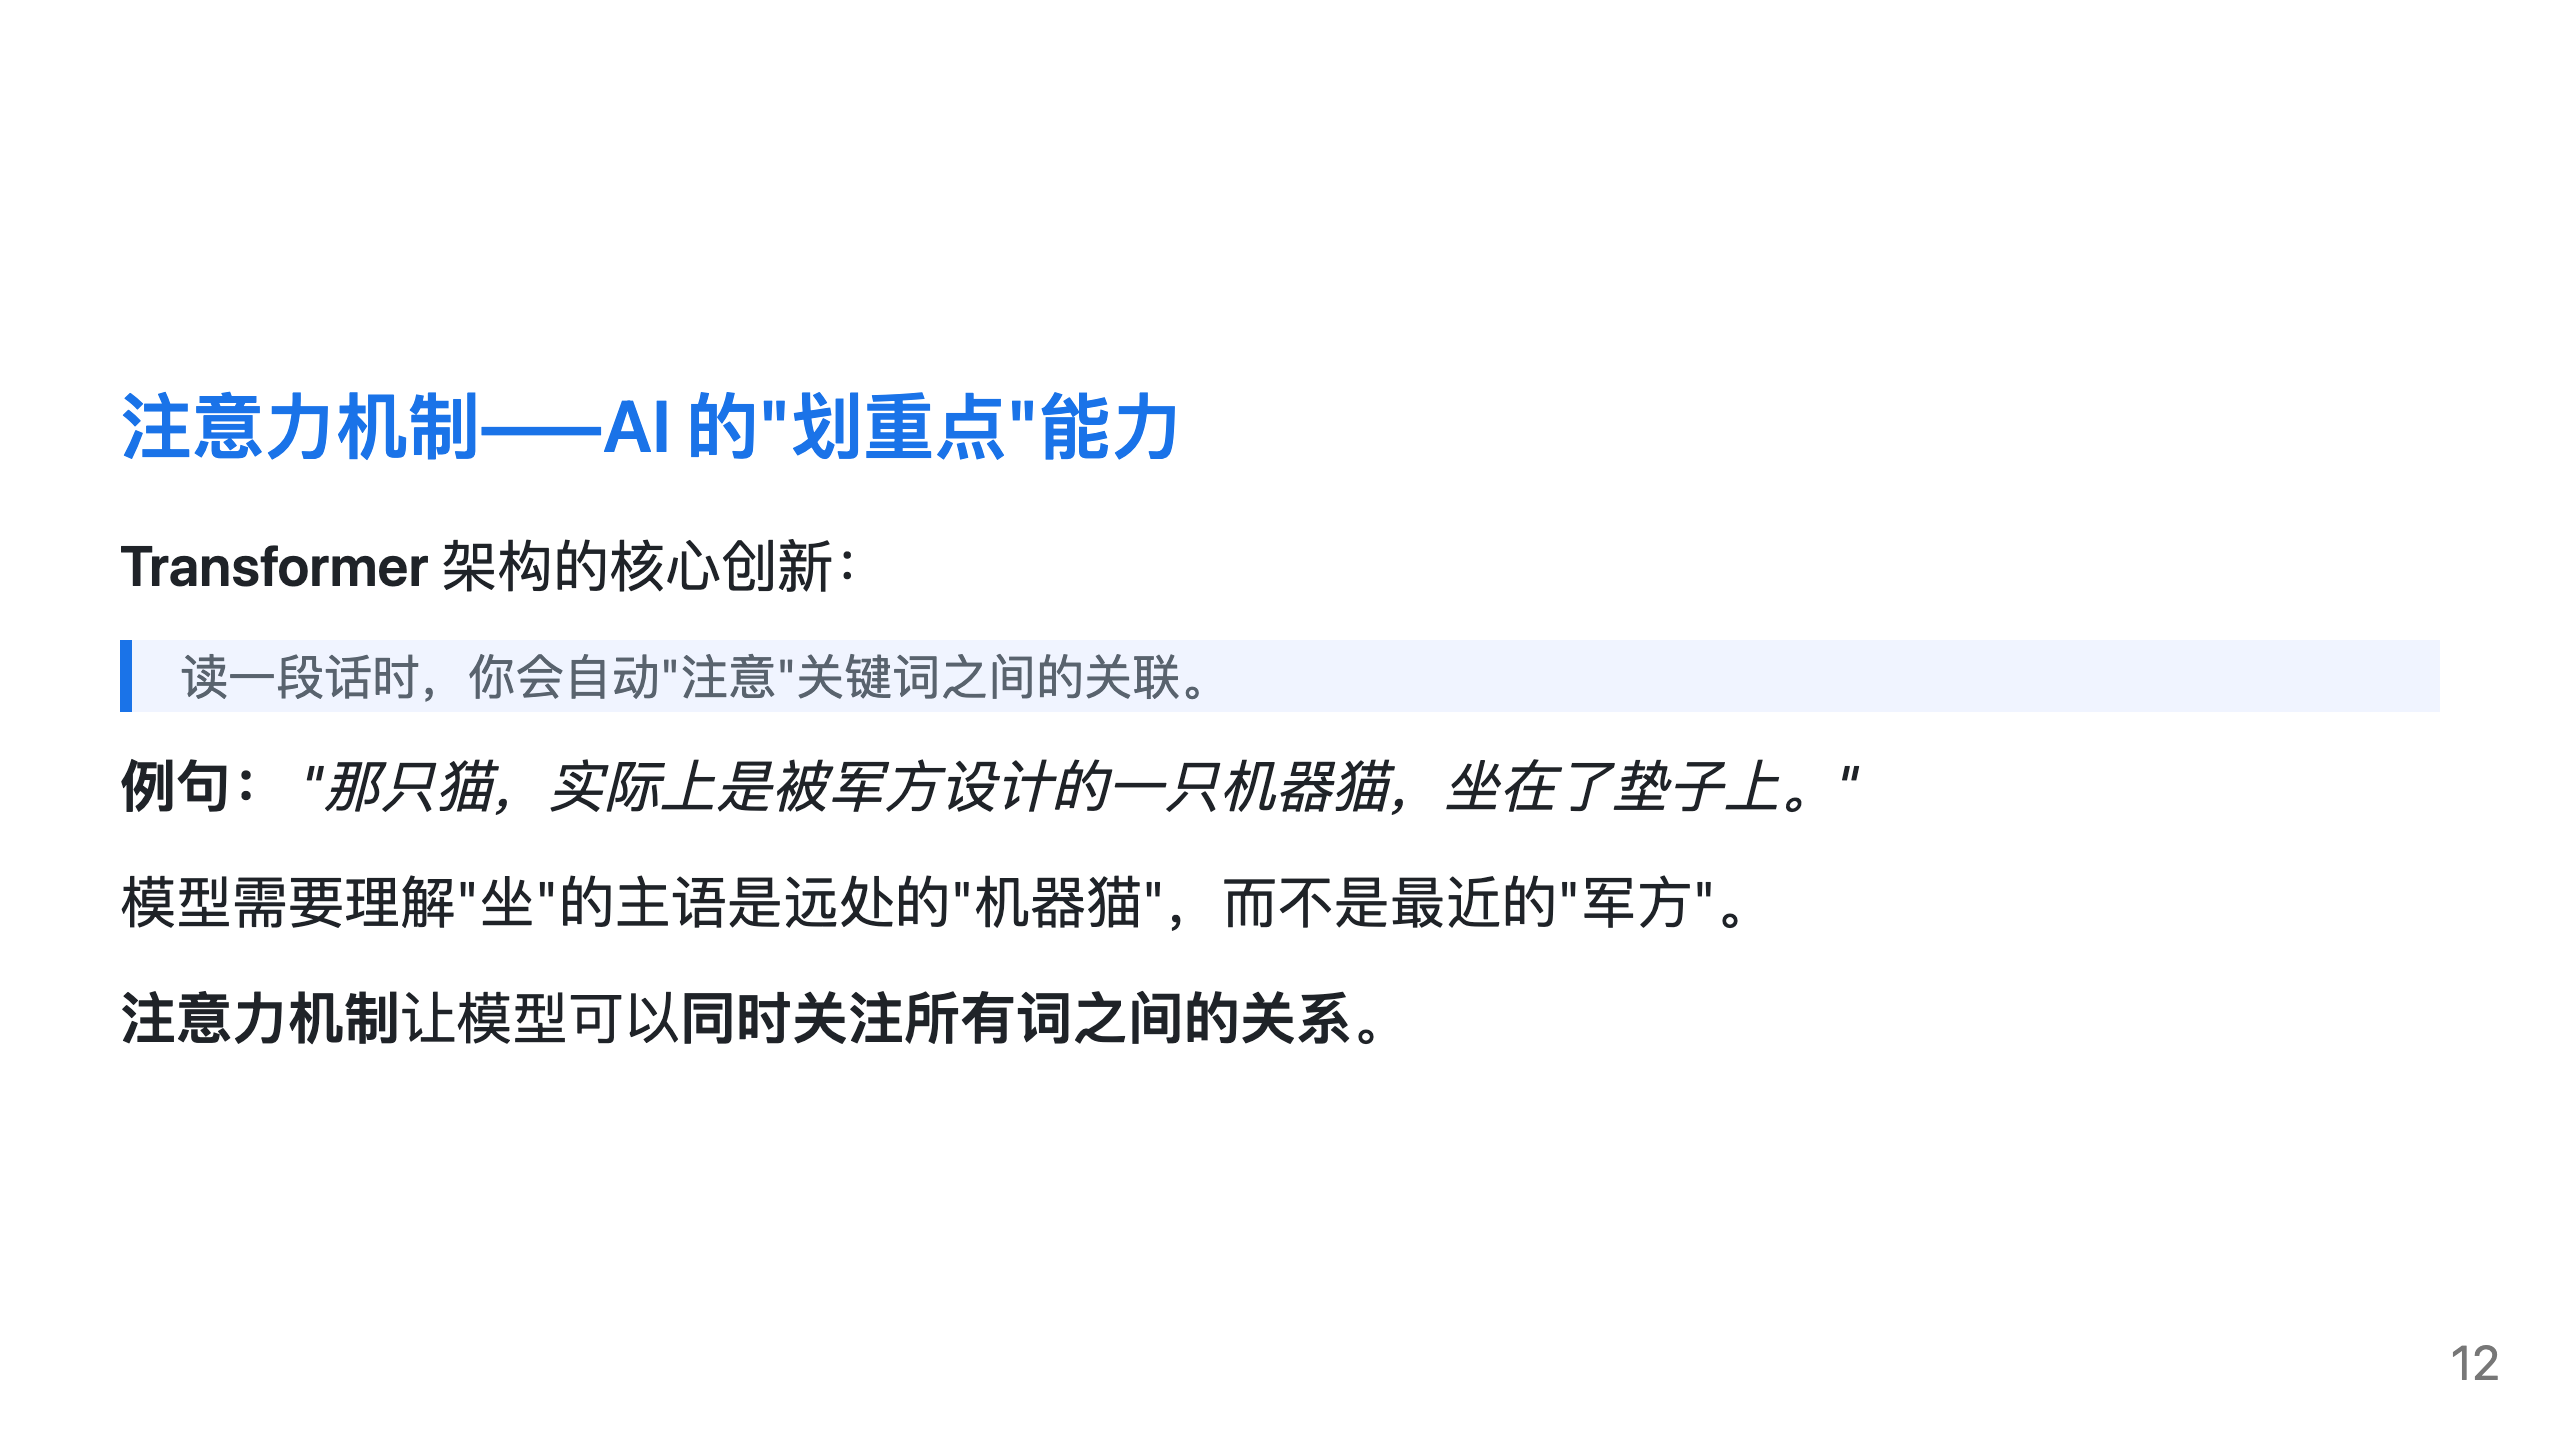 注意力机制——AI 的"划重点"能力
Transformer 架构的核心创新：
读一段话时，你会自动"注意"关键词之间的关联。
例句： "那只猫，实际上是被军方设计的一只机器猫，坐在了垫子上。"
模型需要理解"坐"的主语是远处的"机器猫"，而不是最近的"军方"。
注意力机制让模型可以同时关注所有词之间的关系。
12